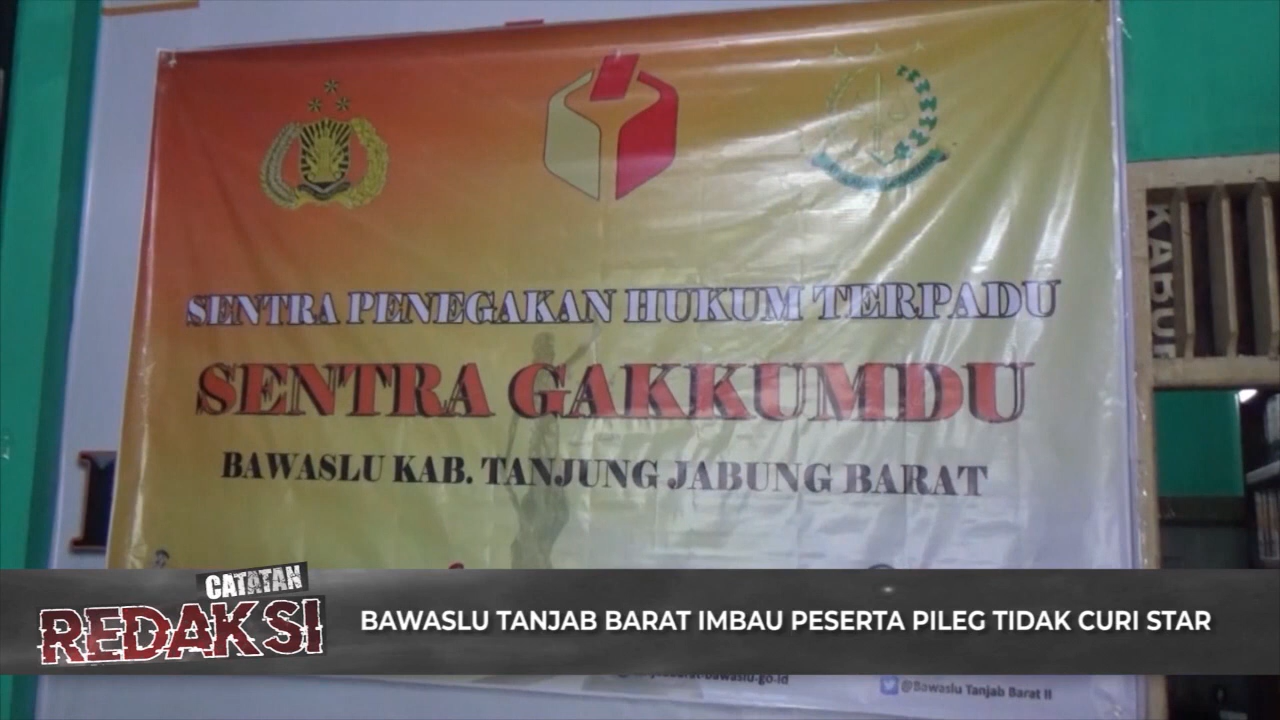 SENTRA PENEGAKAN HUKUM TERPADU
SENTRA GAKKUMDU
BAWASLU KAB. TANJUNG JABUNG BARAT
KABU
CATATAN
REDAKSI
BAWASLU TANJAB BARAT IMBAU PESERTA PILEG TIDAK CURI STAR
@Bawaslu Tanjab Barat II